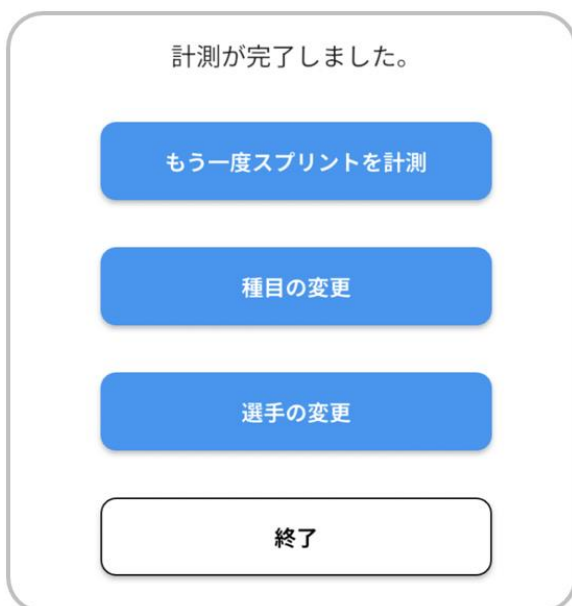 計測が完了しました。
もう一度スプリントを計測
種目の変更
選手の変更
終了